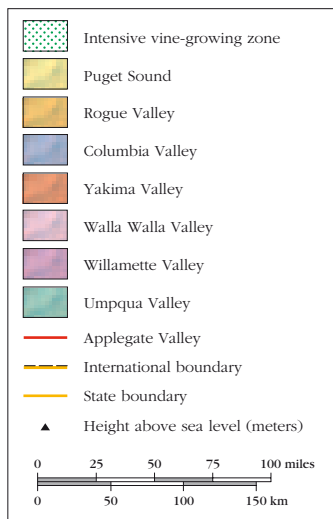 Intensive vine-growing zone
Puget Sound
Rogue Valley
Columbia Valley
Yakima Valley
Walla Walla Valley
Willamette Valley
Umpqua Valley
Applegate Valley
International boundary
State boundary
Height above sea level (meters)
0 25 50 75 100 miles
0 50 100 150 km